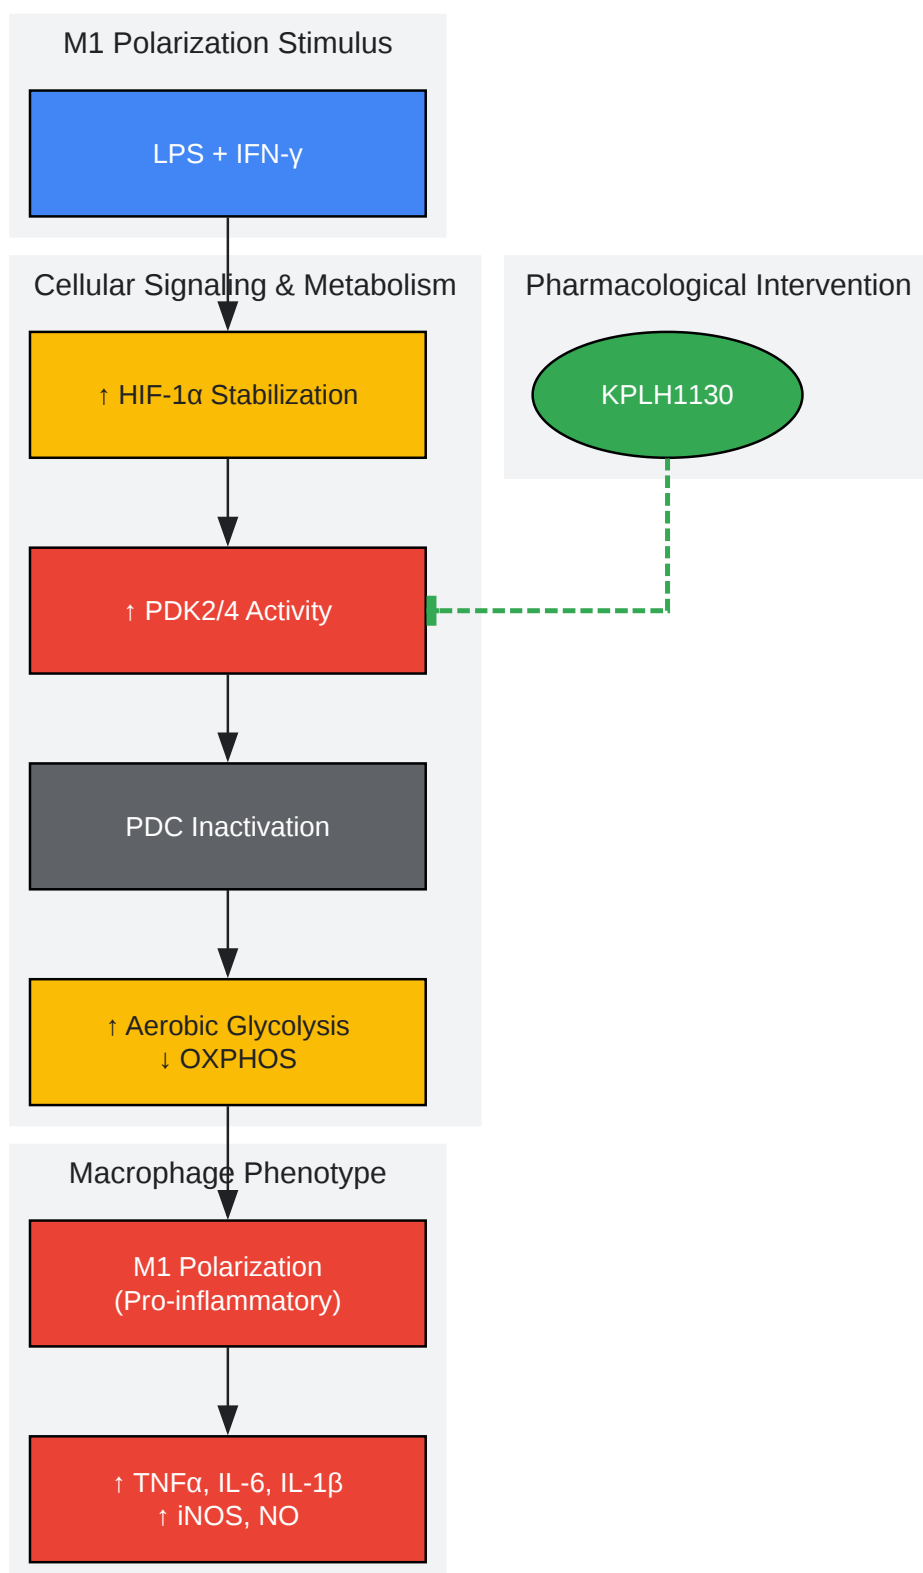 M1 Polarization Stimulus
LPS + IFN-γ
Cellular Signaling & Metabolism
Pharmacological Intervention
↑ HIF-1α Stabilization
KPLH1130
↑ PDK2/4 Activity
PDC Inactivation
↑ Aerobic Glycolysis
↓ OXPHOS
Macrophage Phenotype
M1 Polarization
(Pro-inflammatory)
↑ TNFα, IL-6, IL-1β
↑ iNOS, NO